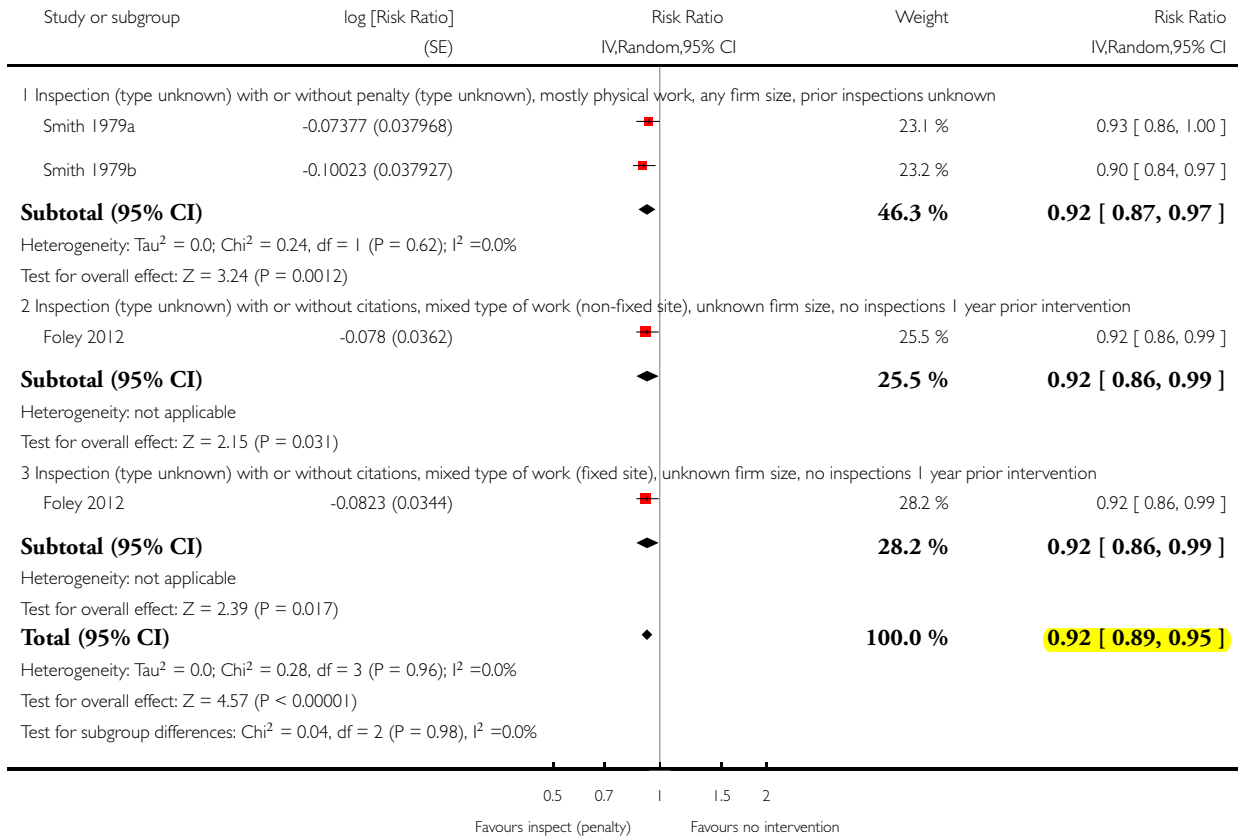 Study or subgroup log [Risk Ratio] Risk Ratio Weight Risk Ratio
(SE) IV,Random,95% CI IV,Random,95% CI
1 Inspection (type unknown) with or without penalty (type unknown), mostly physical work, any firm size, prior inspections unknown
Smith 1979a -0.07377 (0.037968) 23.1 % 0.93 [ 0.86, 1.00 ]
Smith 1979b -0.10023 (0.037927) 23.2 % 0.90 [ 0.84, 0.97 ]
Subtotal (95% CI) 46.3 % 0.92 [ 0.87, 0.97 ]
Heterogeneity: Tau² = 0.0; Chi² = 0.24, df = 1 (P = 0.62); I² =0.0%
Test for overall effect: Z = 3.24 (P = 0.0012)
2 Inspection (type unknown) with or without citations, mixed type of work (non-fixed site), unknown firm size, no inspections 1 year prior intervention
Foley 2012 -0.078 (0.0362) 25.5 % 0.92 [ 0.86, 0.99 ]
Subtotal (95% CI) 25.5 % 0.92 [ 0.86, 0.99 ]
Heterogeneity: not applicable
Test for overall effect: Z = 2.15 (P = 0.031)
3 Inspection (type unknown) with or without citations, mixed type of work (fixed site), unknown firm size, no inspections 1 year prior intervention
Foley 2012 -0.0823 (0.0344) 28.2 % 0.92 [ 0.86, 0.99 ]
Subtotal (95% CI) 28.2 % 0.92 [ 0.86, 0.99 ]
Heterogeneity: not applicable
Test for overall effect: Z = 2.39 (P = 0.017)
Total (95% CI) 100.0 % 0.92 [ 0.89, 0.95 ]
Heterogeneity: Tau² = 0.0; Chi² = 0.28, df = 3 (P = 0.96); I² =0.0%
Test for overall effect: Z = 4.57 (P < 0.00001)
Test for subgroup differences: Chi² = 0.04, df = 2 (P = 0.98), I² =0.0%
0.5 0.7 1 1.5 2
Favours inspect (penalty) Favours no intervention